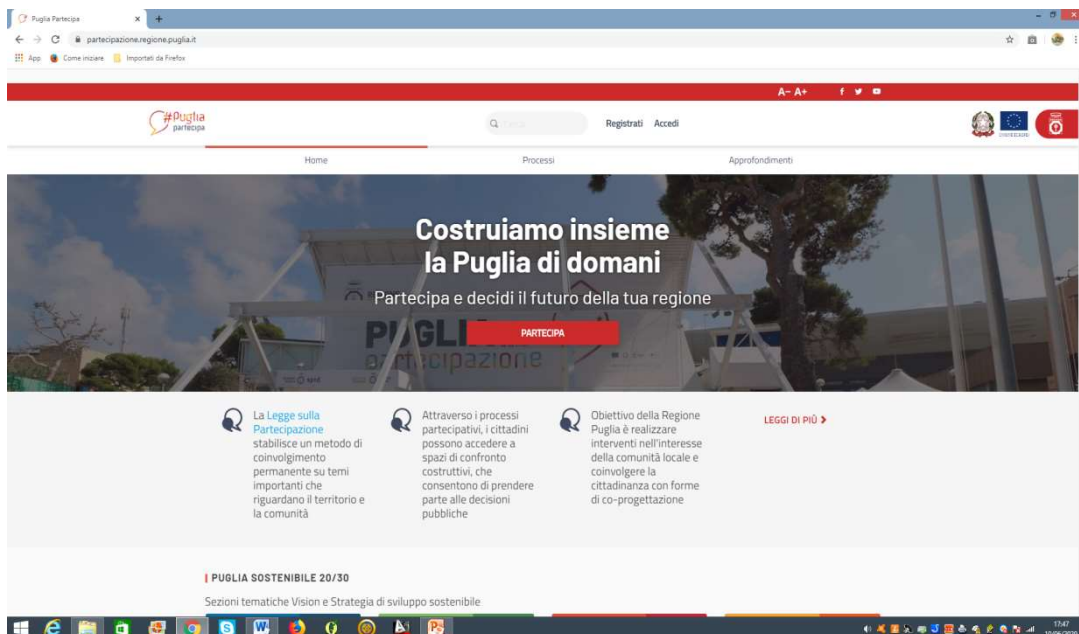 Puglia Partecipa
partecipazione.regione.puglia.it
App
Come iniziare
Importati da Firefox
A- A+
#Puglia
partecipa
Registrati
Accedi
Home
Processi
Approfondimenti
Costruiamo insieme
la Puglia di domani
Partecipa e decidi il futuro della tua regione
PARTECIPA
PUGLIA
partecipazione
La Legge sulla
Partecipazione
stabilisce un metodo di
coinvolgimento
permanente su temi
importanti che
riguardano il territorio e
la comunità
Attraverso i processi
partecipativi, i cittadini
possono accedere a
spazi di confronto
costruttivi, che
consentono di prendere
parte alle decisioni
pubbliche
Obiettivo della Regione
Puglia è realizzare
interventi nell'interesse
della comunità locale e
coinvolgere la
cittadinanza con forme
di co-progettazione
LEGGI DI PIÙ
PUGLIA SOSTENIBILE 20/30
Sezioni tematiche Vision e Strategia di sviluppo sostenibile
17:47